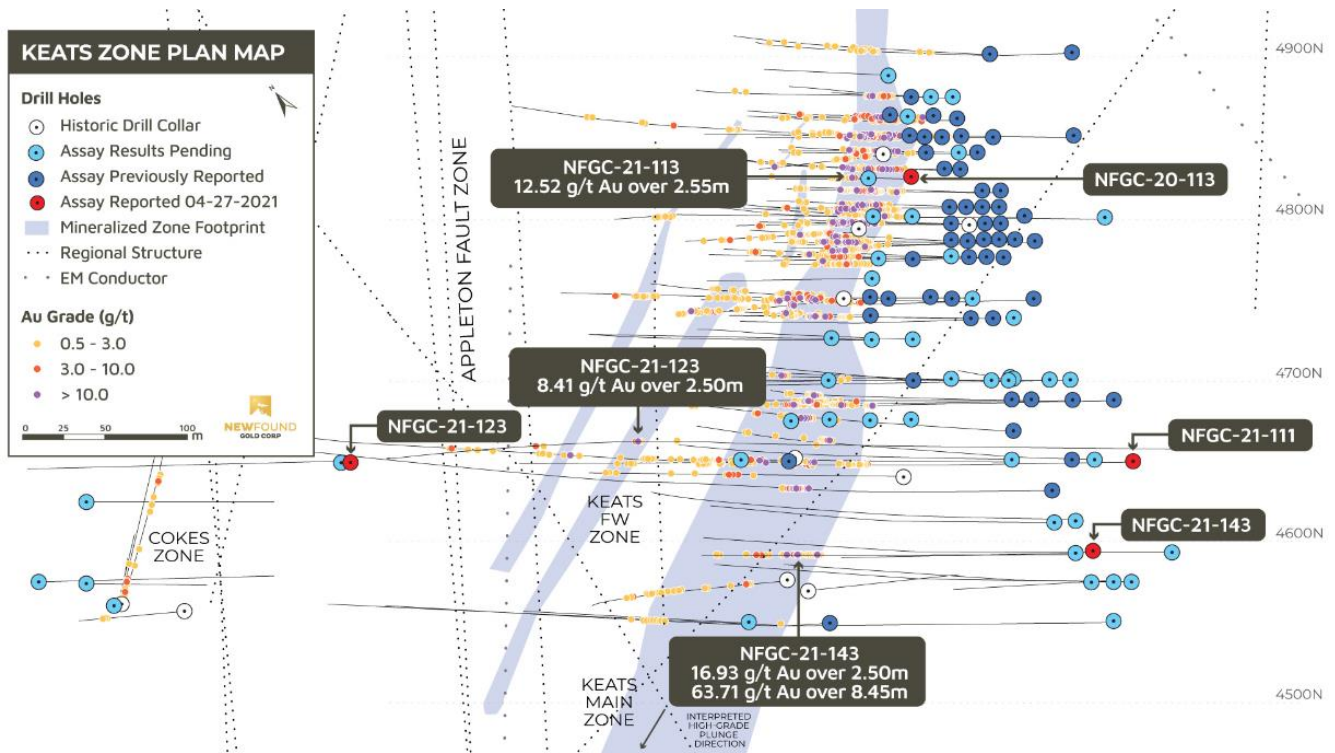 KEATS ZONE PLAN MAP
N
Drill Holes
Historic Drill Collar
Assay Results Pending
Assay Previously Reported
Assay Reported 04-27-2021
Mineralized Zone Footprint
Regional Structure
EM Conductor
Au Grade (g/t)
0.5 - 3.0
3.0 - 10.0
> 10.0
0 25 50 100
m
NEWFOUND
GOLD CORP
4900N
4800N
4700N
4600N
4500N
APPLETON FAULT ZONE
NFGC-21-113
12.52 g/t Au over 2.55m
NFGC-20-113
NFGC-21-123
8.41 g/t Au over 2.50m
NFGC-21-123
NFGC-21-111
NFGC-21-143
KEATS
FW
ZONE
COKES
ZONE
NFGC-21-143
16.93 g/t Au over 2.50m
63.71 g/t Au over 8.45m
KEATS
MAIN
ZONE
INTERPRETED
HIGH-GRADE
PLUNGE
DIRECTION